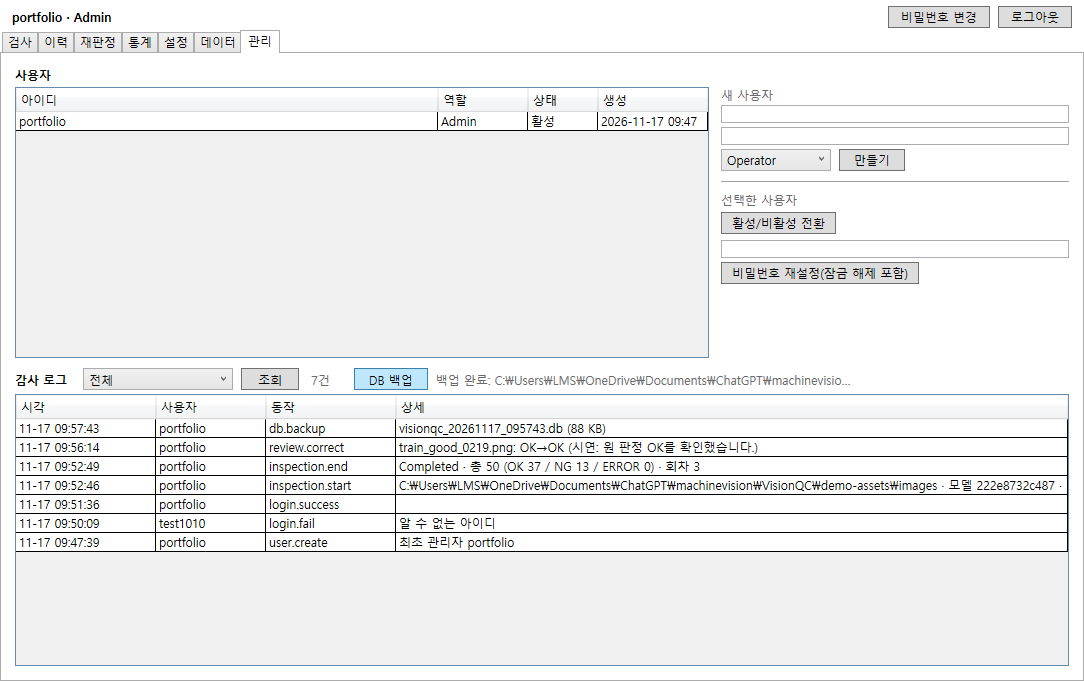 portfolio · Admin
비밀번호 변경 로그아웃
검사 이력 재판정 통계 설정 데이터 관리
사용자
아이디 역할 상태 생성
portfolio Admin 활성 2026-11-17 09:47
새 사용자
Operator 만들기
선택한 사용자
활성/비활성 전환
비밀번호 재설정(잠금 해제 포함)
감사 로그 전체 조회 7건 DB 백업 백업 완료: C:₩Users₩LMS₩OneDrive₩Documents₩ChatGPT₩machinevisio...
시각 사용자 동작 상세
11-17 09:57:43 portfolio db.backup visionqc_20261117_095743.db (88 KB)
11-17 09:56:14 portfolio review.correct train_good_0219.png: OK→OK (시연: 원 판정 OK를 확인했습니다.)
11-17 09:52:49 portfolio inspection.end Completed · 총 50 (OK 37 / NG 13 / ERROR 0) · 회차 3
11-17 09:52:46 portfolio inspection.start C:₩Users₩LMS₩OneDrive₩Documents₩ChatGPT₩machinevision₩VisionQC₩demo-assets₩images · 모델 222e8732c487 ·
11-17 09:51:36 portfolio login.success
11-17 09:50:09 test1010 login.fail 알 수 없는 아이디
11-17 09:47:39 portfolio user.create 최초 관리자 portfolio